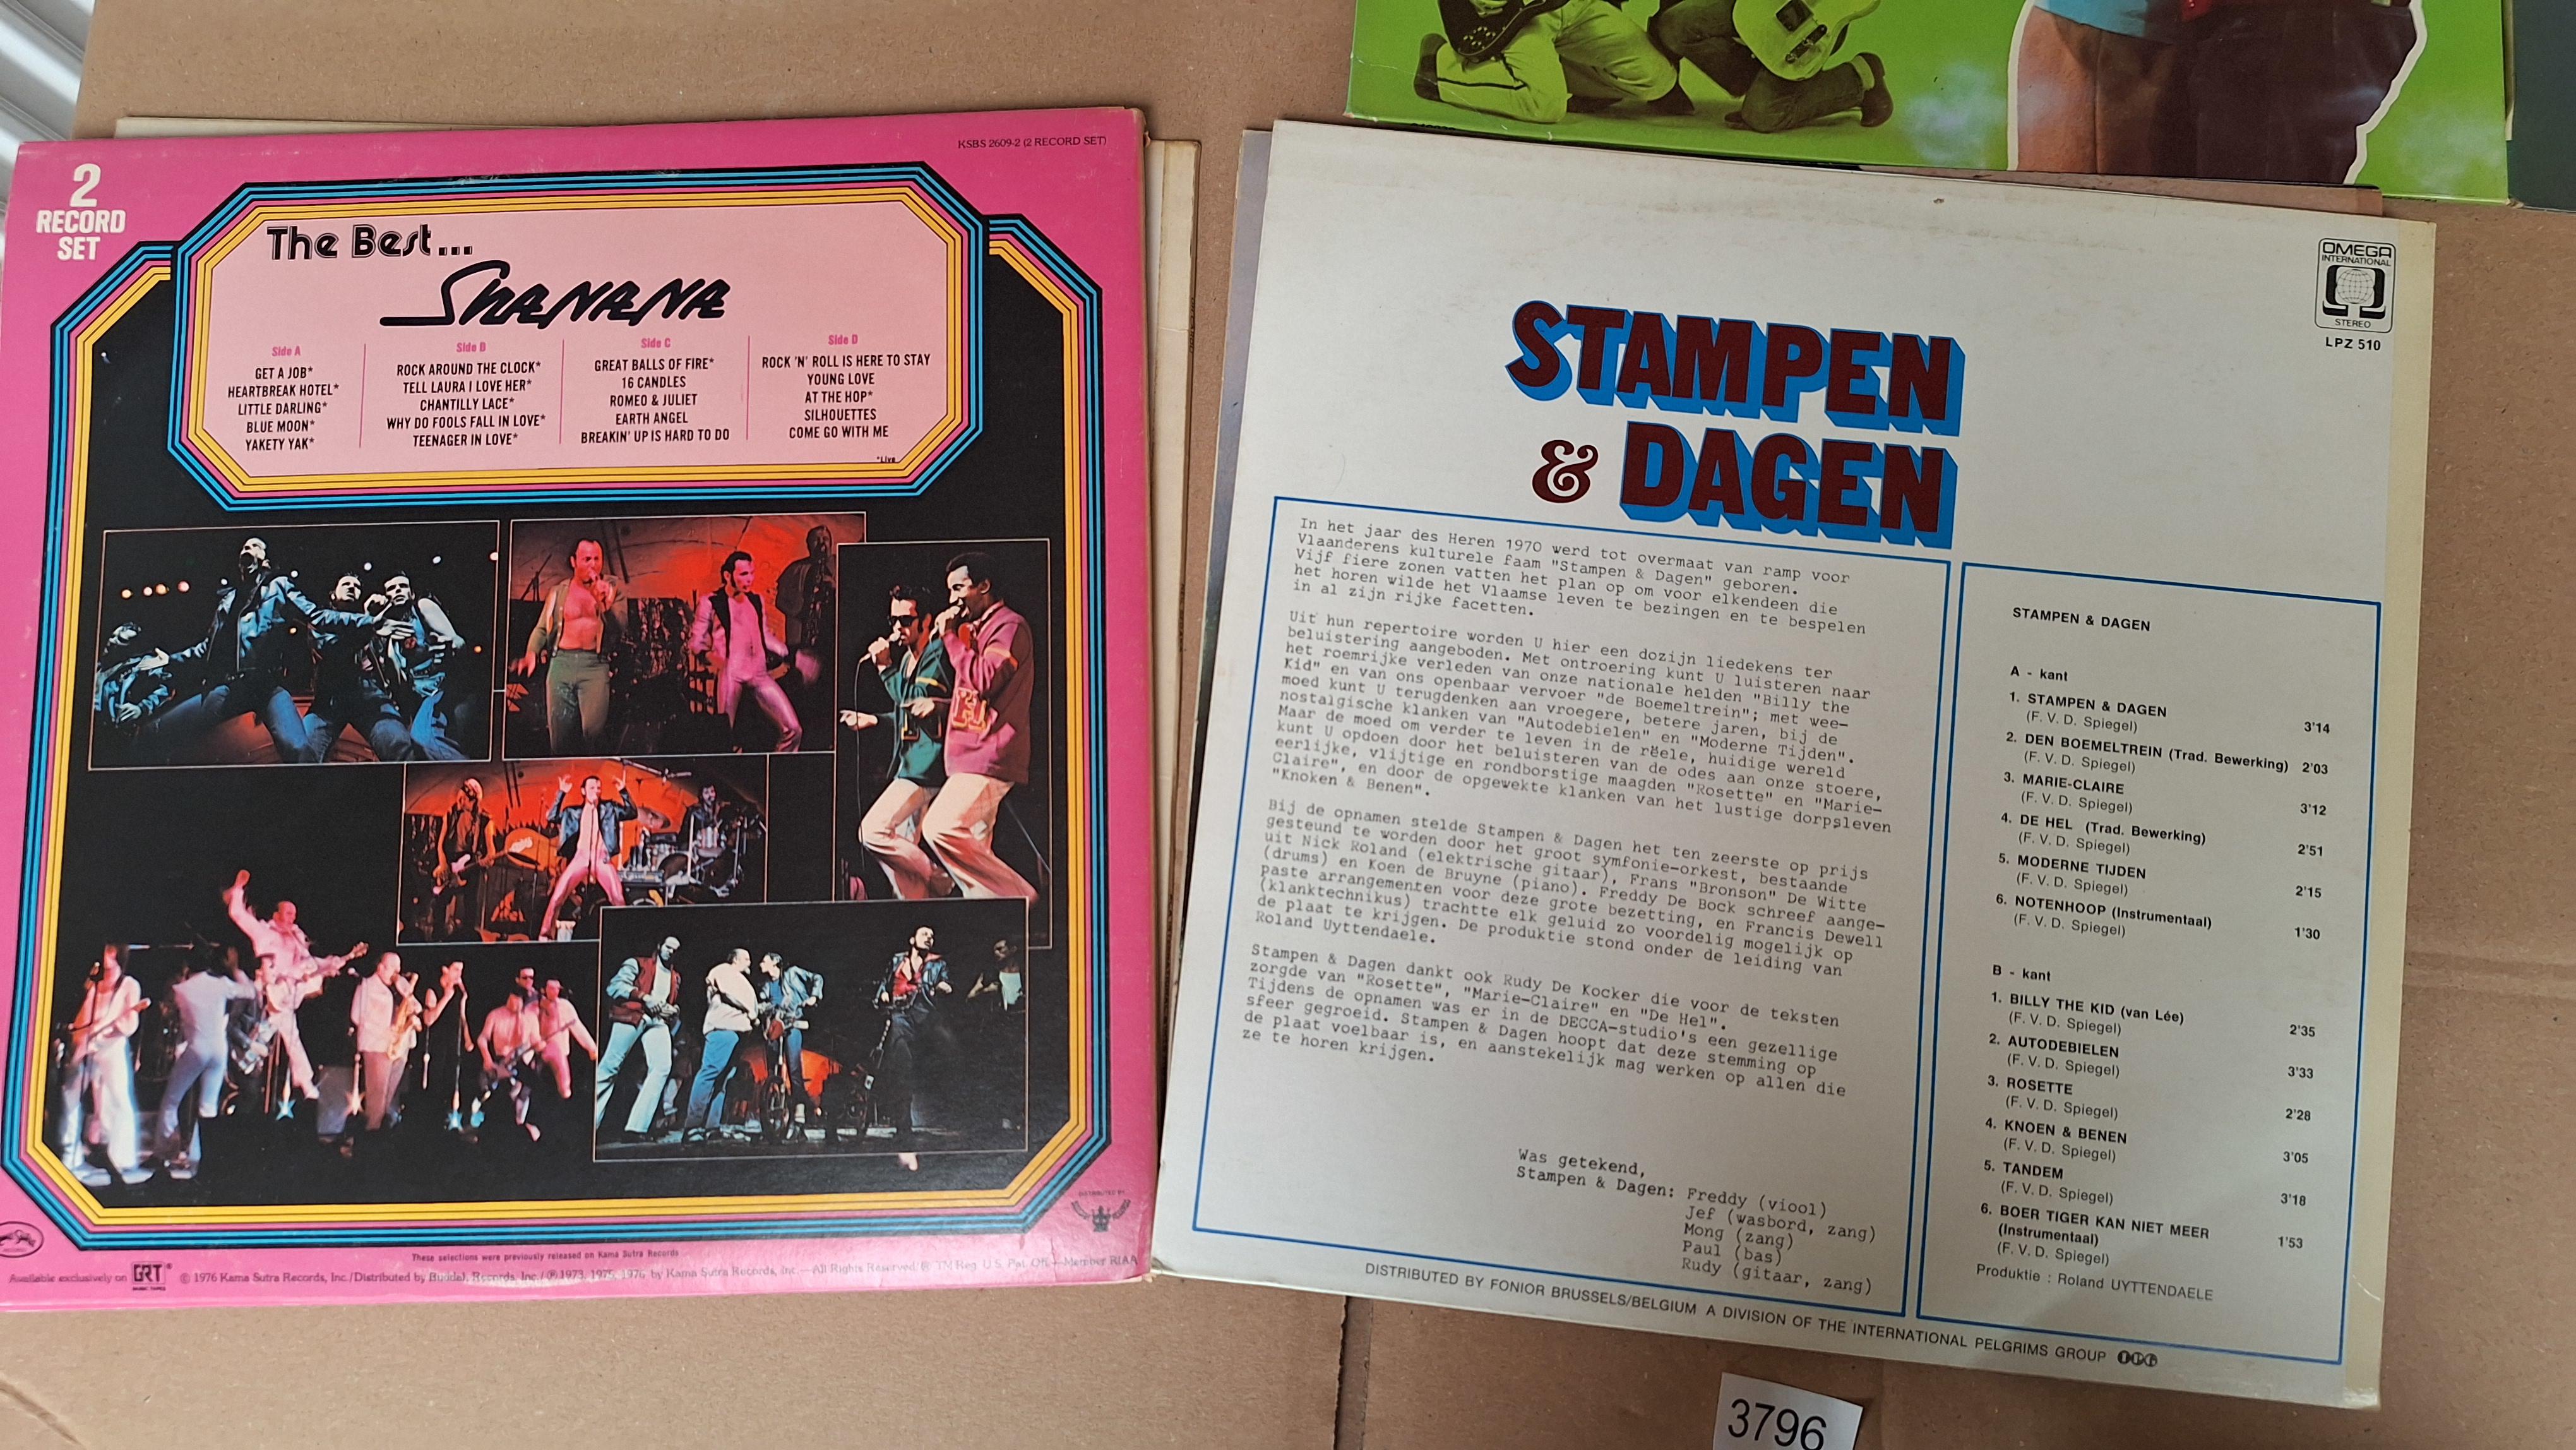 KSBS 2609-2 (2 RECORD SET)
2
RECORD
SET
The Best...
SHANANA
Side A
GET A JOB*
HEARTBREAK HOTEL*
LITTLE DARLING*
BLUE MOON*
YAKETY YAK*
Side B
ROCK AROUND THE CLOCK*
TELL LAURA I LOVE HER*
CHANTILLY LACE*
WHY DO FOOLS FALL IN LOVE*
TEENAGER IN LOVE*
Side C
GREAT BALLS OF FIRE*
16 CANDLES
ROMEO & JULIET
EARTH ANGEL
BREAKIN' UP IS HARD TO DO
Side D
ROCK 'N' ROLL IS HERE TO STAY
YOUNG LOVE
AT THE HOP*
SILHOUETTES
COME GO WITH ME
*Live
DISTRIBUTED BY
These selections were previously released on Kama Sutra Records
Available exclusively on GRT MUSIC TAPES ® © 1976 Kama Sutra Records, Inc./Distributed by Buddah Records, Inc./℗ 1973, 1975, 1976 by Kama Sutra Records, Inc.—All Rights Reserved/® TM Reg. U.S. Pat. Off.—Member RIAA
OMEGA
INTERNATIONAL
STEREO
LPZ 510
STAMPEN
& DAGEN
In het jaar des Heren 1970 werd tot overmaat van ramp voor
Vlaanderens kulturele faam "Stampen & Dagen" geboren.
Vijf fiere zonen vatten het plan op om voor elkendeen die
het horen wilde het Vlaamse leven te bezingen en te bespelen
in al zijn rijke facetten.
Uit hun repertoire worden U hier een dozijn liedekens ter
beluistering aangeboden. Met ontroering kunt U luisteren naar
het roemrijke verleden van onze nationale helden "Billy the
Kid" en van ons openbaar vervoer "de Boemeltrein"; met wee-
moed kunt U terugdenken aan vroegere, betere jaren, bij de
nostalgische klanken van "Autodebielen" en "Moderne Tijden".
Maar de moed om verder te leven in de rëele, huidige wereld
kunt U opdoen door het beluisteren van de odes aan onze stoere,
eerlijke, vlijtige en rondborstige maagden "Rosette" en "Marie-
Claire", en door de opgewekte klanken van het lustige dorpsleven
"Knoken & Benen".
Bij de opnamen stelde Stampen & Dagen het ten zeerste op prijs
gesteund te worden door het groot symfonie-orkest, bestaande
uit Nick Roland (elektrische gitaar), Frans "Bronson" De Witte
(drums) en Koen de Bruyne (piano). Freddy De Bock schreef aange-
paste arrangementen voor deze grote bezetting, en Francis Dewell
(klanktechnikus) trachtte elk geluid zo voordelig mogelijk op
de plaat te krijgen. De produktie stond onder de leiding van
Roland Uyttendaele.
Stampen & Dagen dankt ook Rudy De Kocker die voor de teksten
zorgde van "Rosette", "Marie-Claire" en "De Hel".
Tijdens de opnamen was er in de DECCA-studio's een gezellige
sfeer gegroeid. Stampen & Dagen hoopt dat deze stemming op
de plaat voelbaar is, en aanstekelijk mag werken op allen die
ze te horen krijgen.
Was getekend,
Stampen & Dagen: Freddy (viool)
Jef (wasbord, zang)
Mong (zang)
Paul (bas)
Rudy (gitaar, zang)
STAMPEN & DAGEN
A - kant
1. STAMPEN & DAGEN
(F. V. D. Spiegel) 3'14
2. DEN BOEMELTREIN (Trad. Bewerking) 2'03
(F. V. D. Spiegel)
3. MARIE-CLAIRE
(F. V. D. Spiegel) 3'12
4. DE HEL (Trad. Bewerking)
(F. V. D. Spiegel) 2'51
5. MODERNE TIJDEN
(F. V. D. Spiegel) 2'15
6. NOTENHOOP (Instrumentaal)
(F. V. D. Spiegel) 1'30
B - kant
1. BILLY THE KID (van Lée)
(F. V. D. Spiegel) 2'35
2. AUTODEBIELEN
(F. V. D. Spiegel) 3'33
3. ROSETTE
(F. V. D. Spiegel) 2'28
4. KNOEN & BENEN
(F. V. D. Spiegel) 3'05
5. TANDEM
(F. V. D. Spiegel) 3'18
6. BOER TIGER KAN NIET MEER
(Instrumentaal) 1'53
(F. V. D. Spiegel)
Produktie : Roland UYTTENDAELE
DISTRIBUTED BY FONIOR BRUSSELS/BELGIUM A DIVISION OF THE INTERNATIONAL PELGRIMS GROUP
3796